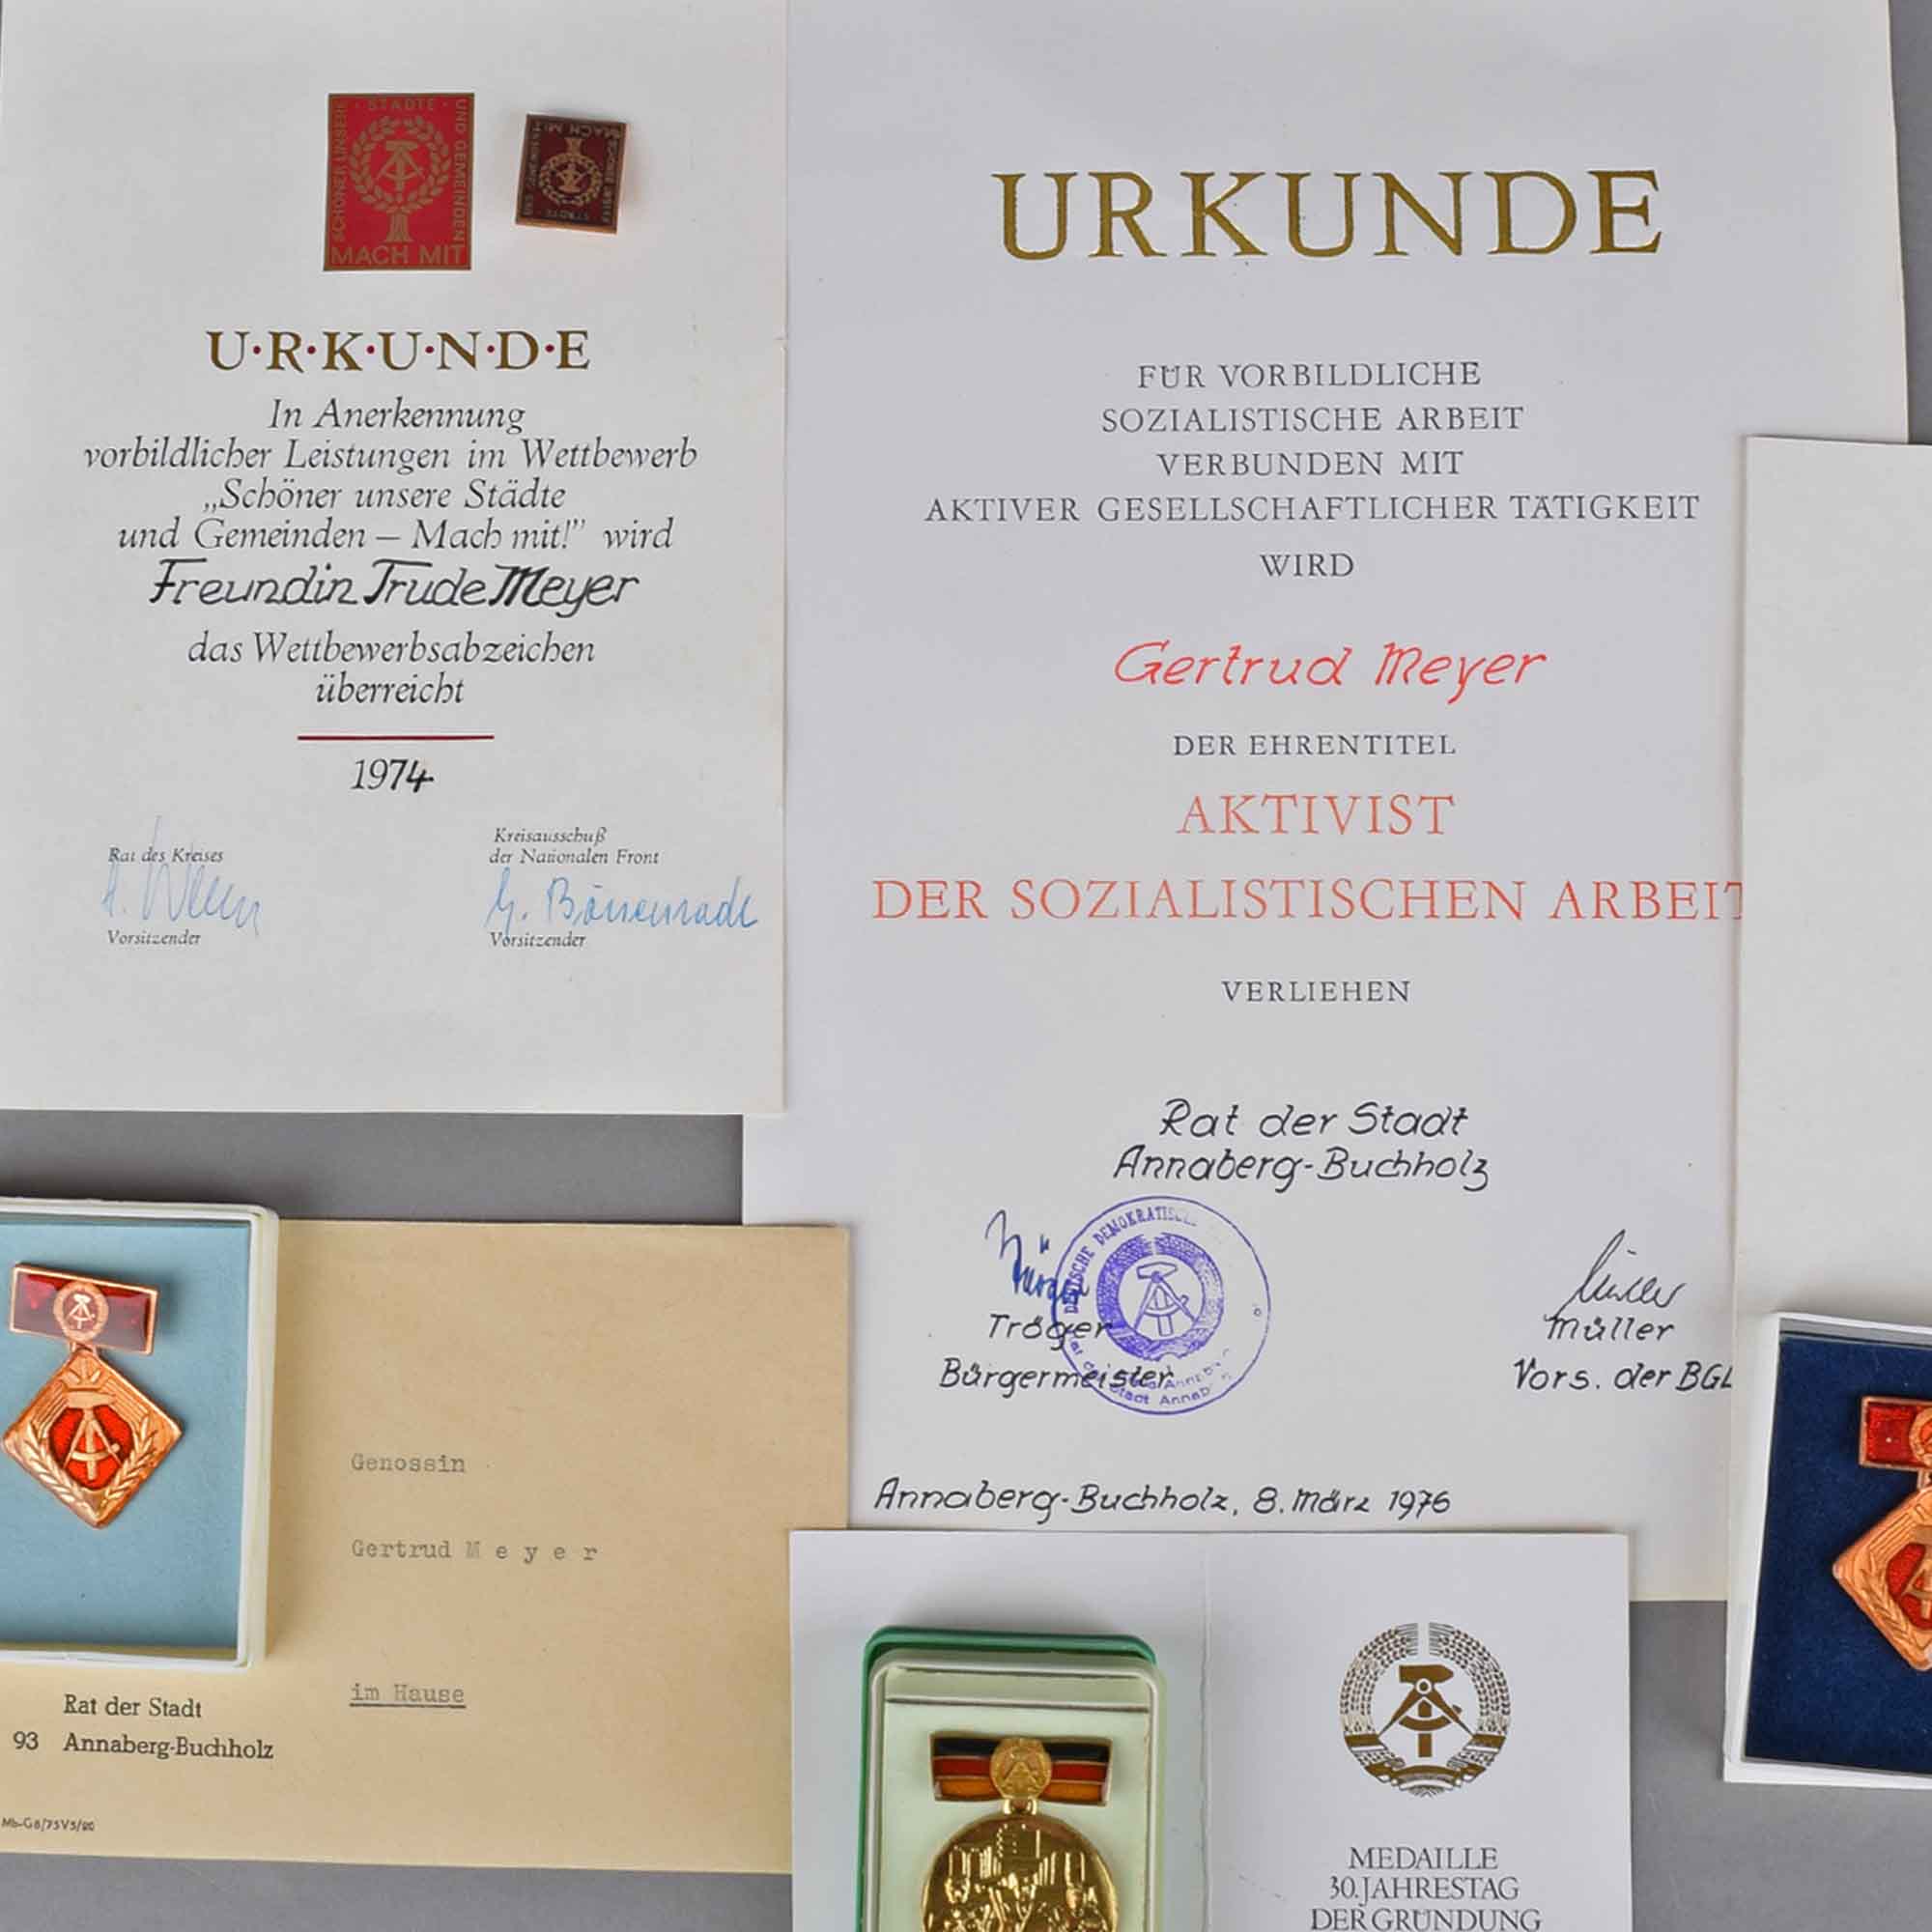 SCHÖNER UNSERE · STÄDTE · UND GEMEINDEN
MACH MIT
U·R·K·U·N·D·E
In Anerkennung
vorbildlicher Leistungen im Wettbewerb
„Schöner unsere Städte
und Gemeinden – Mach mit!” wird
Freundin Trude Meyer
das Wettbewerbsabzeichen
überreicht
1974
Rat des Kreises
Vorsitzender
Kreisausschuß
der Nationalen Front
Vorsitzender
URKUNDE
FÜR VORBILDLICHE
SOZIALISTISCHE ARBEIT
VERBUNDEN MIT
AKTIVER GESELLSCHAFTLICHER TÄTIGKEIT
WIRD
Gertrud Meyer
DER EHRENTITEL
AKTIVIST
DER SOZIALISTISCHEN ARBEIT
VERLIEHEN
Rat der Stadt
Annaberg-Buchholz
Tröger
Bürgermeister
Müller
Vors. der BGL
Annaberg-Buchholz, 8. März 1976
Genossin
Gertrud M e y e r
im Hause
Rat der Stadt
93 Annaberg-Buchholz
MEDAILLE
30. JAHRESTAG
DER GRÜNDUNG